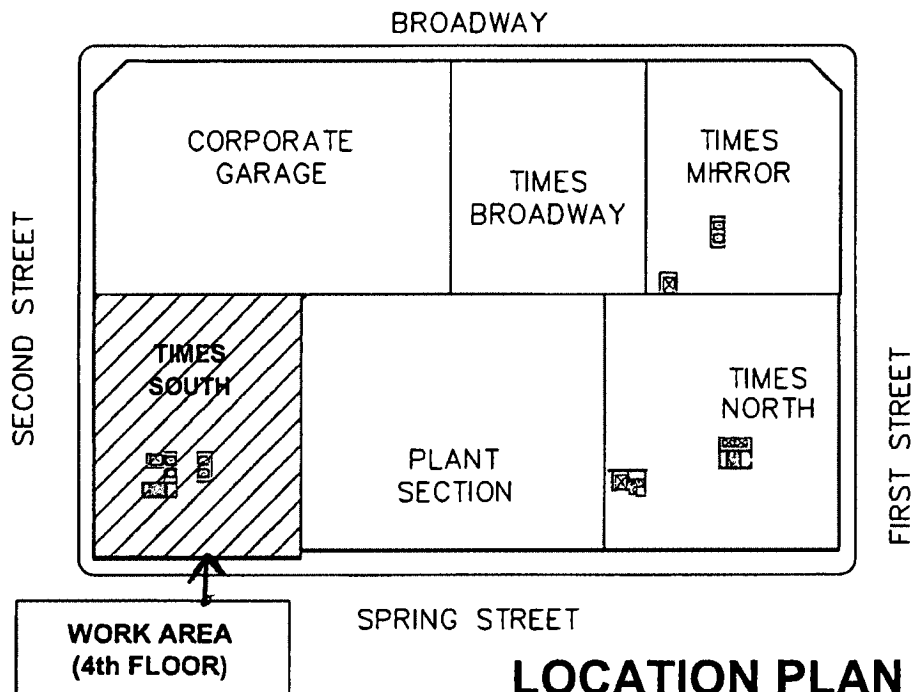 BROADWAY
CORPORATE
GARAGE
TIMES
BROADWAY
TIMES
MIRROR
SECOND STREET
TIMES
SOUTH
PLANT
SECTION
TIMES
NORTH
FIRST STREET
WORK AREA
(4th FLOOR)
SPRING STREET
LOCATION PLAN